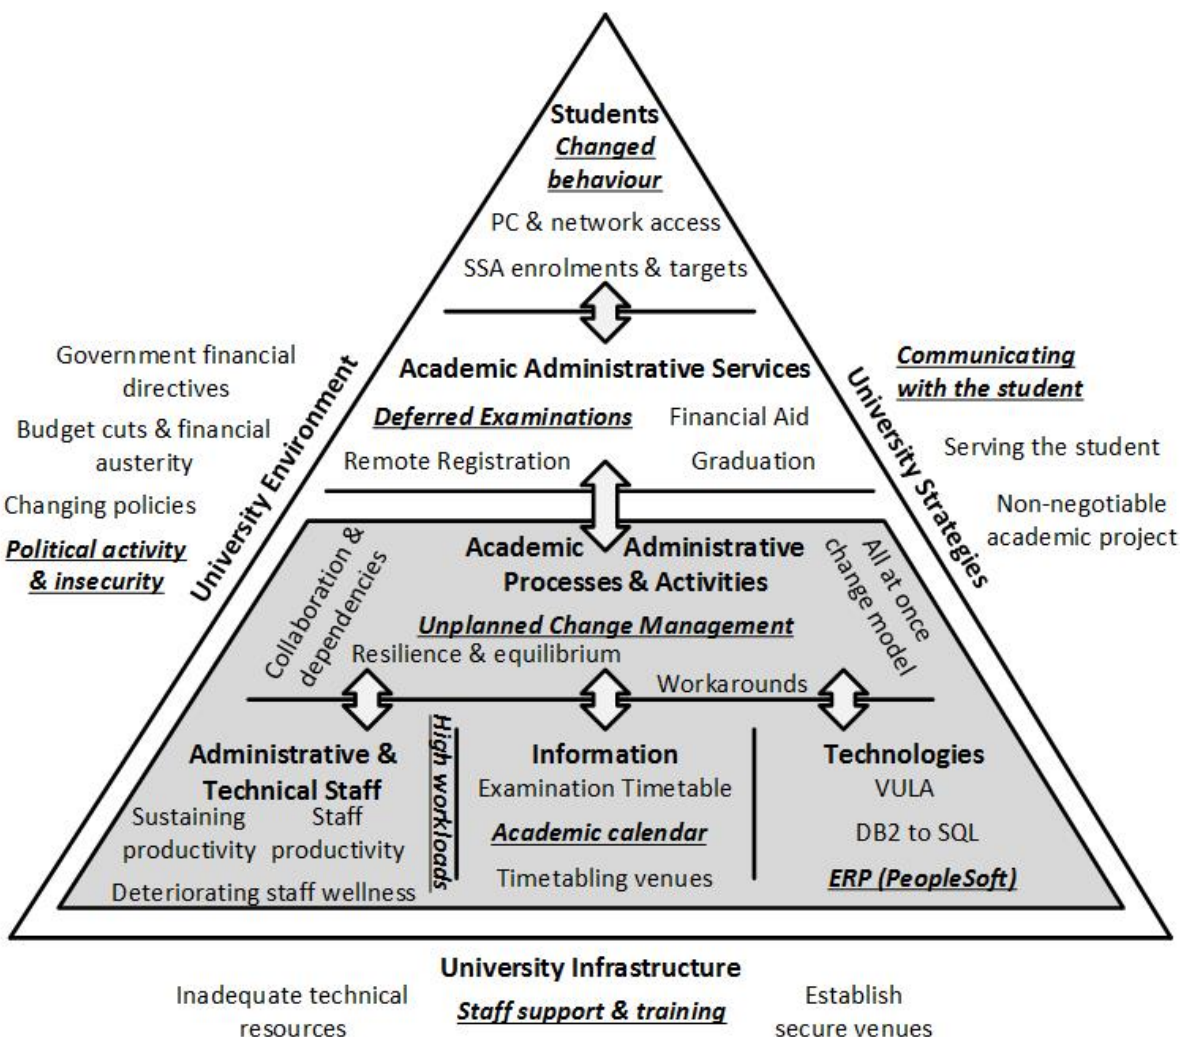 Students
Changed
behaviour
PC & network access
SSA enrolments & targets
Government financial
directives
Budget cuts & financial
austerity
Changing policies
Political activity
& insecurity
University Environment
Academic Administrative Services
Deferred Examinations
Financial Aid
Remote Registration
Graduation
University Strategies
Communicating
with the student
Serving the student
Non-negotiable
academic project
Collaboration &
dependencies
Academic Administrative
Processes & Activities
Unplanned Change Management
Resilience & equilibrium
Workarounds
All at once
change model
Administrative &
Technical Staff
Sustaining
productivity
Staff
productivity
Deteriorating staff wellness
High workloads
Information
Examination Timetable
Academic calendar
Timetabling venues
Technologies
VULA
DB2 to SQL
ERP (PeopleSoft)
University Infrastructure
Inadequate technical
resources
Staff support & training
Establish
secure venues